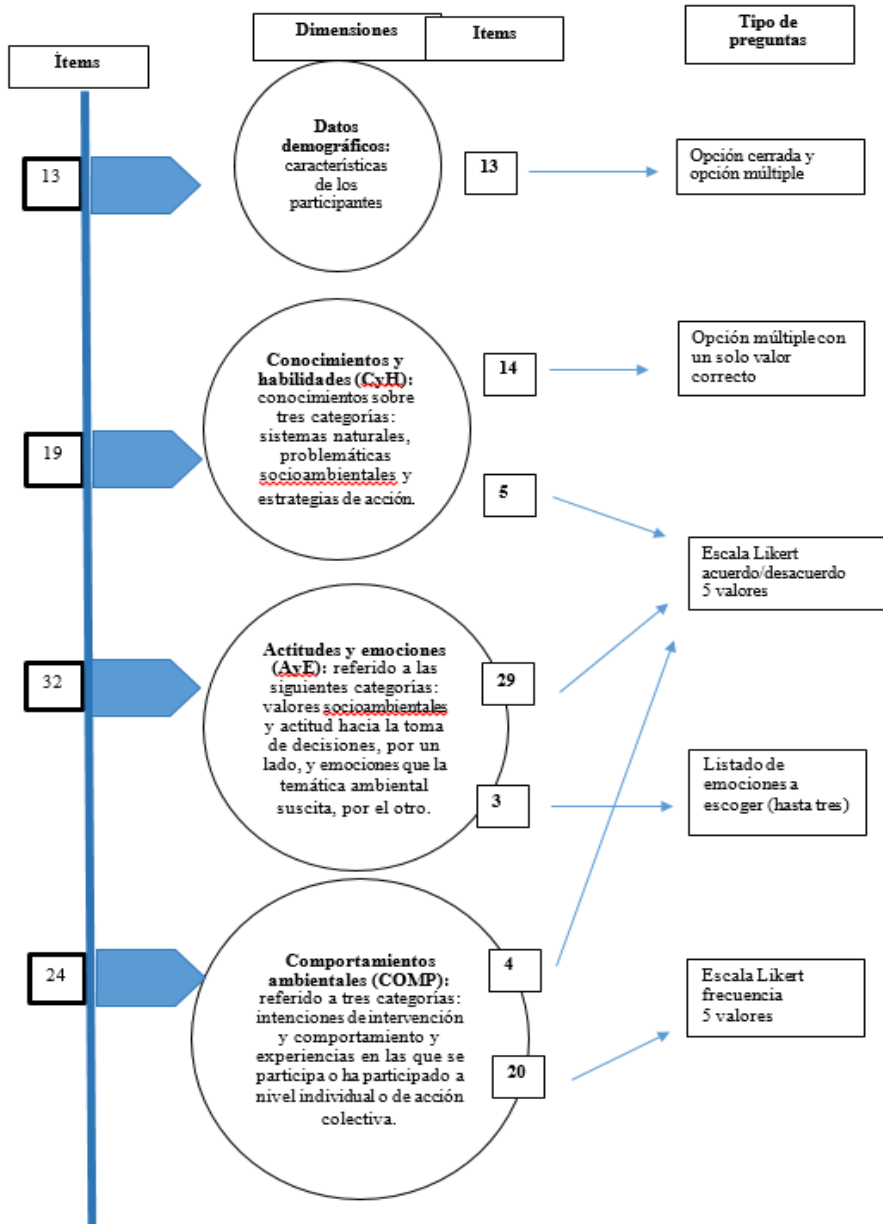 Dimensiones
Items
Tipo de
preguntas
Ítems
Datos
demográficos:
características
de los
participantes
13
13
Opción cerrada y
opción múltiple
Conocimientos y
habilidades (CyH):
conocimientos sobre
tres categorías:
sistemas naturales,
problemáticas
socioambientales y
estrategias de acción.
19
14
Opción múltiple con
un solo valor
correcto
5
Escala Likert
acuerdo/desacuerdo
5 valores
Actitudes y emociones
(AyE): referido a las
siguientes categorías:
valores socioambientales
y actitud hacia la toma
de decisiones, por un
lado, y emociones que la
temática ambiental
suscita, por el otro.
32
29
3
Listado de
emociones a
escoger (hasta tres)
Comportamientos
ambientales (COMP):
referido a tres categorías:
intenciones de intervención
y comportamiento y
experiencias en las que se
participa o ha participado a
nivel individual o de acción
colectiva.
24
4
20
Escala Likert
frecuencia
5 valores